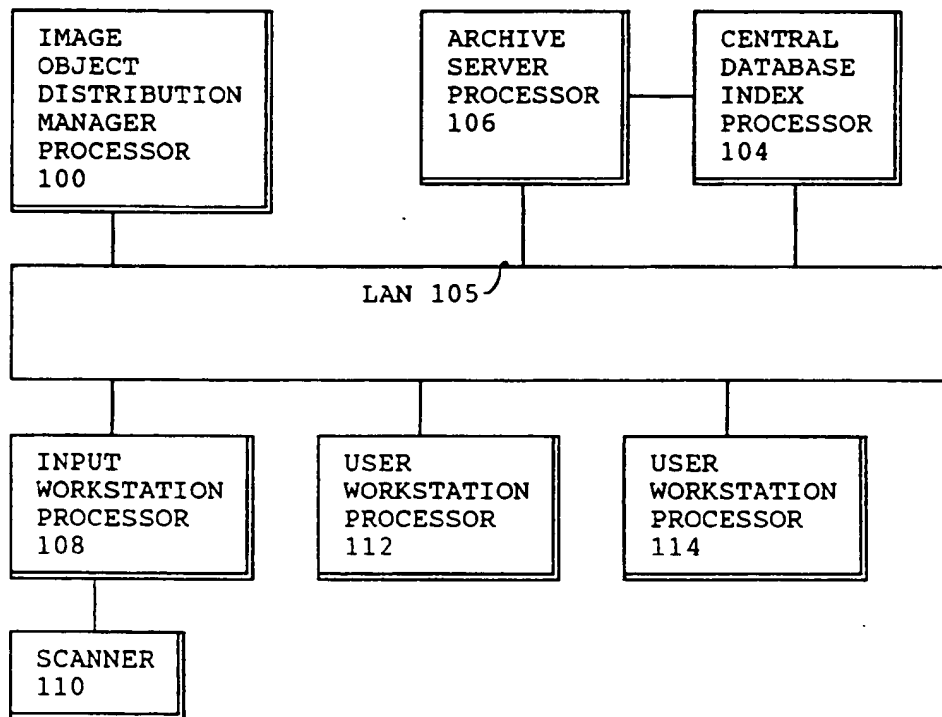 IMAGE
OBJECT
DISTRIBUTION
MANAGER
PROCESSOR
100
ARCHIVE
SERVER
PROCESSOR
106
CENTRAL
DATABASE
INDEX
PROCESSOR
104
LAN 105
INPUT
WORKSTATION
PROCESSOR
108
USER
WORKSTATION
PROCESSOR
112
USER
WORKSTATION
PROCESSOR
114
SCANNER
110